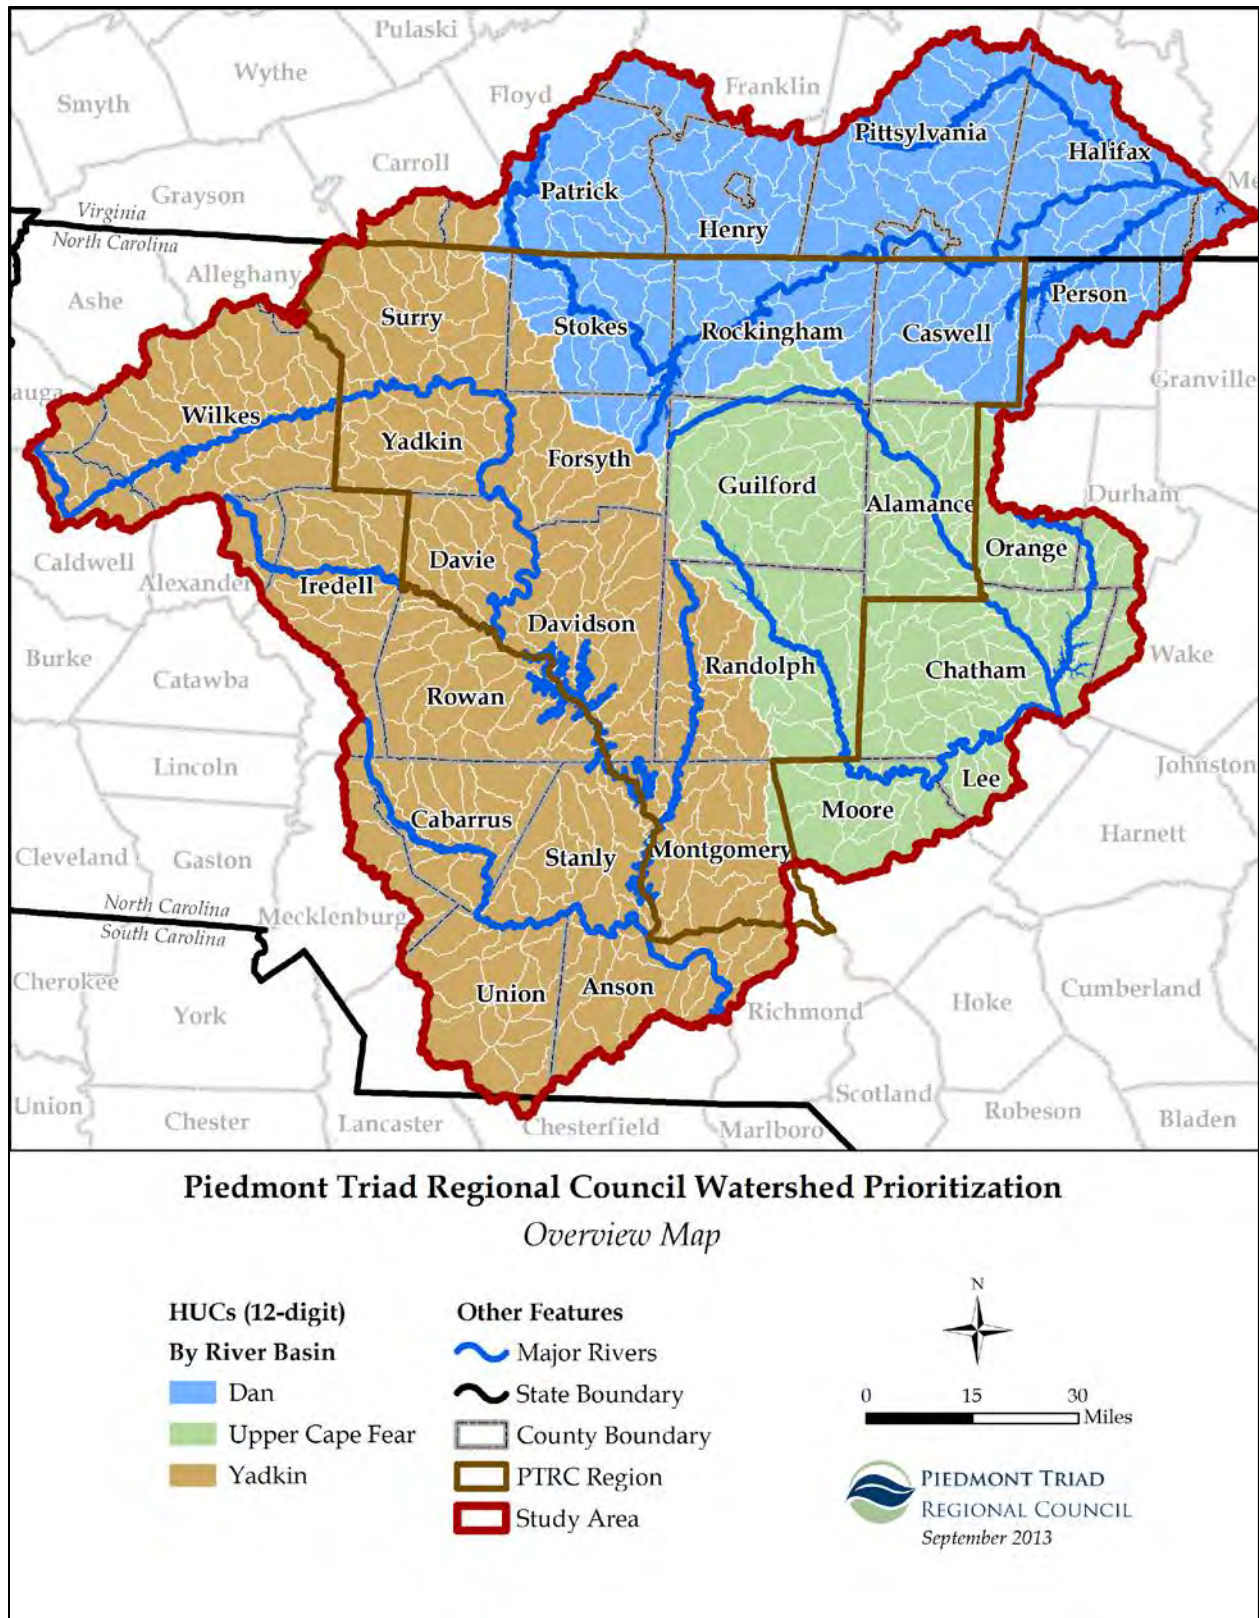 Pulaski
Wythe
Smyth
Floyd
Franklin
Pittsylvania
Carroll
Halifax
Grayson
Patrick
Me
Virginia
Henry
North Carolina
Alleghany
Ashe
Person
Surry
Stokes
Rockingham
Caswell
Granville
auga
Wilkes
Yadkin
Forsyth
Guilford
Durham
Alamance
Orange
Caldwell
Davie
Alexander
Iredell
Davidson
Burke
Randolph
Chatham
Wake
Catawba
Rowan
Lincoln
Johnston
Lee
Moore
Cabarrus
Harnett
Cleveland
Gaston
Stanly
Montgomery
North Carolina
Mecklenburg
South Carolina
Cherokee
Union
Anson
Cumberland
Hoke
York
Richmond
Scotland
Union
Chester
Lancaster
Chesterfield
Marlboro
Robeson
Bladen
Piedmont Triad Regional Council Watershed Prioritization
Overview Map
HUCs (12-digit)
By River Basin
Dan
Upper Cape Fear
Yadkin
Other Features
Major Rivers
State Boundary
County Boundary
PTRC Region
Study Area
N
0 15 30
Miles
PIEDMONT TRIAD
REGIONAL COUNCIL
September 2013